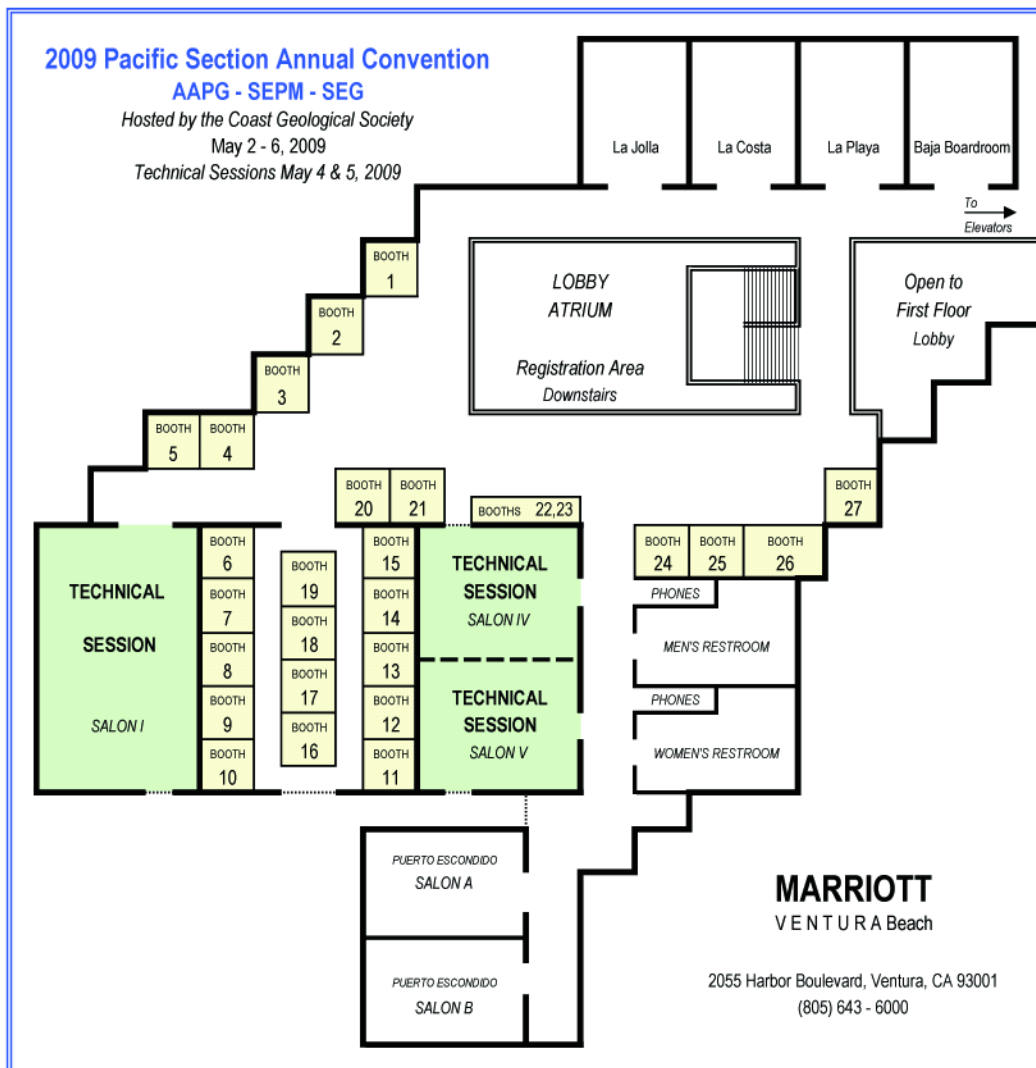 2009 Pacific Section Annual Convention
AAPG - SEPM - SEG
Hosted by the Coast Geological Society
May 2 - 6, 2009
Technical Sessions May 4 & 5, 2009
La Jolla
La Costa
La Playa
Baja Boardroom
To
Elevators
LOBBY
ATRIUM
Registration Area
Downstairs
Open to
First Floor
Lobby
BOOTH
1
BOOTH
2
BOOTH
3
BOOTH
5
BOOTH
4
BOOTH
20
BOOTH
21
BOOTHS 22,23
BOOTH
27
BOOTH
24
BOOTH
25
BOOTH
26
TECHNICAL
SESSION
SALON I
BOOTH
6
BOOTH
7
BOOTH
8
BOOTH
9
BOOTH
10
BOOTH
19
BOOTH
18
BOOTH
17
BOOTH
16
BOOTH
15
BOOTH
14
BOOTH
13
BOOTH
12
BOOTH
11
TECHNICAL
SESSION
SALON IV
TECHNICAL
SESSION
SALON V
PHONES
MEN'S RESTROOM
PHONES
WOMEN'S RESTROOM
PUERTO ESCONDIDO
SALON A
PUERTO ESCONDIDO
SALON B
MARRIOTT
VENTURA Beach
2055 Harbor Boulevard, Ventura, CA 93001
(805) 643 - 6000